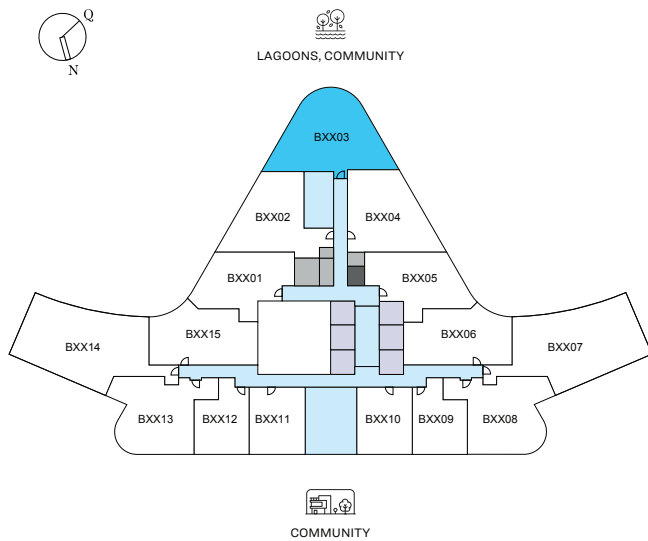 Q
N
LAGOONS, COMMUNITY
BXX03
BXX02
BXX04
BXX01
BXX05
BXX15
BXX06
BXX14
BXX07
BXX13
BXX12
BXX11
BXX10
BXX09
BXX08
COMMUNITY